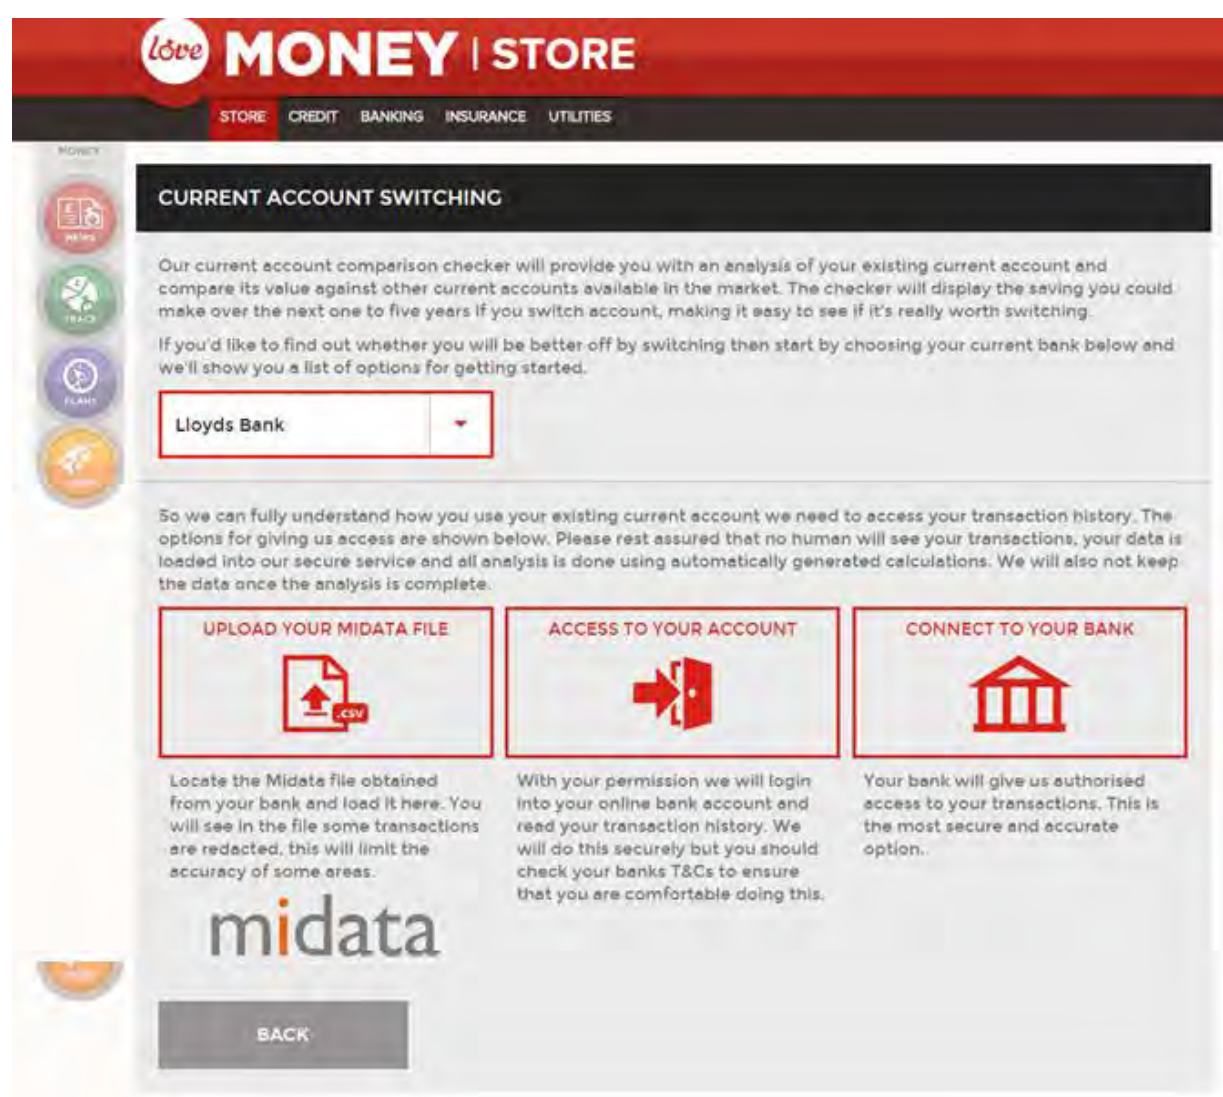 love MONEY | STORE
STORE CREDIT BANKING INSURANCE UTILITIES
MONEY
NEWS
TRACK
PLANS
CURRENT ACCOUNT SWITCHING
Our current account comparison checker will provide you with an analysis of your existing current account and
compare its value against other current accounts available in the market. The checker will display the saving you could
make over the next one to five years if you switch account, making it easy to see if it's really worth switching.
If you'd like to find out whether you will be better off by switching then start by choosing your current bank below and
we'll show you a list of options for getting started.
Lloyds Bank
So we can fully understand how you use your existing current account we need to access your transaction history. The
options for giving us access are shown below. Please rest assured that no human will see your transactions, your data is
loaded into our secure service and all analysis is done using automatically generated calculations. We will also not keep
the data once the analysis is complete.
UPLOAD YOUR MIDATA FILE
.CSV
Locate the Midata file obtained
from your bank and load it here. You
will see in the file some transactions
are redacted, this will limit the
accuracy of some areas.
midata
ACCESS TO YOUR ACCOUNT
With your permission we will login
into your online bank account and
read your transaction history. We
will do this securely but you should
check your banks T&Cs to ensure
that you are comfortable doing this.
CONNECT TO YOUR BANK
Your bank will give us authorised
access to your transactions. This is
the most secure and accurate
option.
BACK